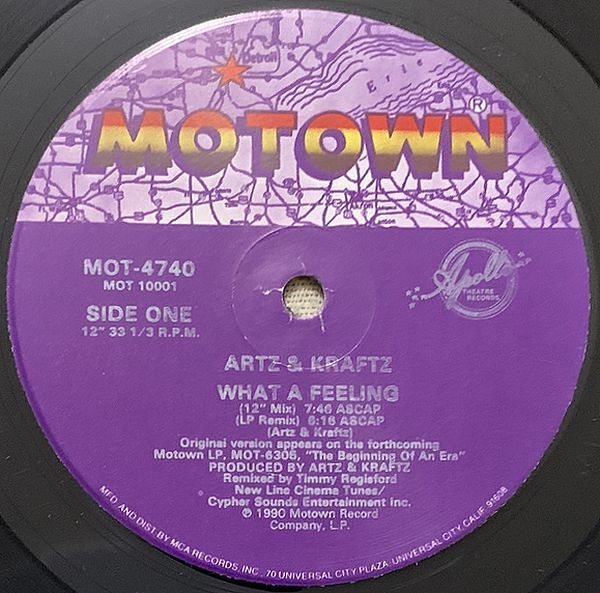 Detroit
Erie
MOTOWN®
Akron
MOT-4740
MOT 10001
SIDE ONE
12" 33 1/3 R.P.M.
Apollo
THEATRE
RECORDS
ARTZ & KRAFTZ
WHAT A FEELING
(12" Mix) 7:46 ASCAP
(LP Remix) 6:16 ASCAP
(Artz & Kraftz)
Original version appears on the forthcoming
Motown LP, MOT-6306, "The Beginning Of An Era"
PRODUCED BY ARTZ & KRAFTZ
Remixed by Timmy Regisford
New Line Cinema Tunes/
Cypher Sounds Entertainment Inc.
℗ 1990 Motown Record
Company, L.P.
MFD. AND DIST. BY MCA RECORDS, INC., 70 UNIVERSAL CITY PLAZA, UNIVERSAL CITY, CALIF. 91608